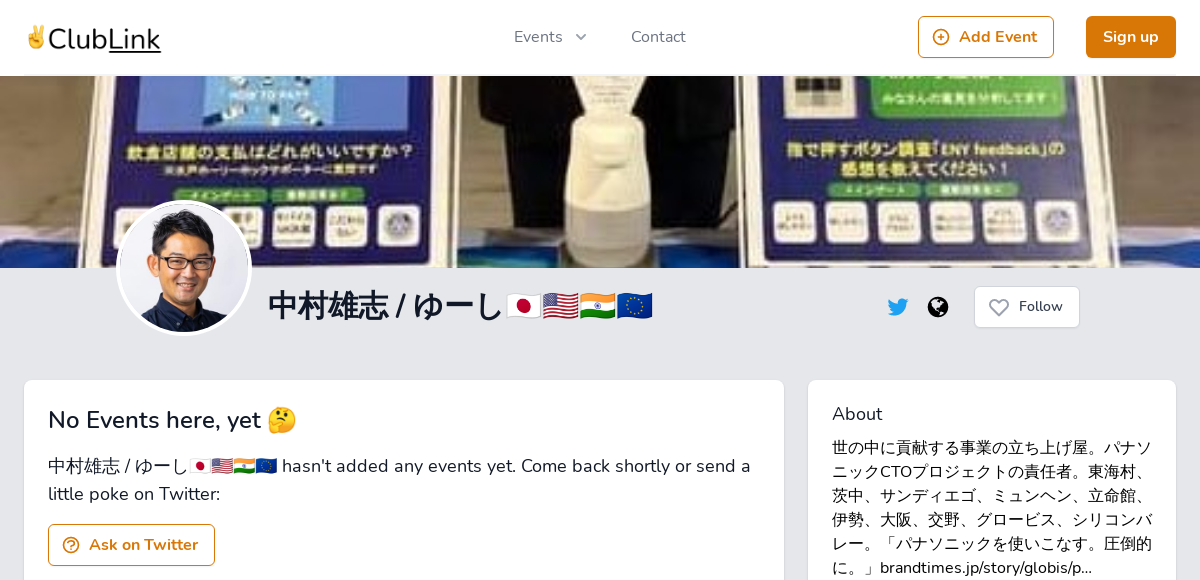 ✌️ClubLink
Events
Contact
Add Event
Sign up
飲食店舗の支払はどれがいいですか？
指で押すボタン調査「ENY feedback」の
感想を教えてください！
中村雄志 / ゆーし🇯🇵🇺🇸🇮🇳🇪🇺
Follow
No Events here, yet 🤔
中村雄志 / ゆーし🇯🇵🇺🇸🇮🇳🇪🇺 hasn't added any events yet. Come back shortly or send a
little poke on Twitter:
Ask on Twitter
About
世の中に貢献する事業の立ち上げ屋。パナソ
ニックCTOプロジェクトの責任者。東海村、
茨中、サンディエゴ、ミュンヘン、立命館、
伊勢、大阪、交野、グロービス、シリコンバ
レー。「パナソニックを使いこなす。圧倒的
に。」brandtimes.jp/story/globis/p…